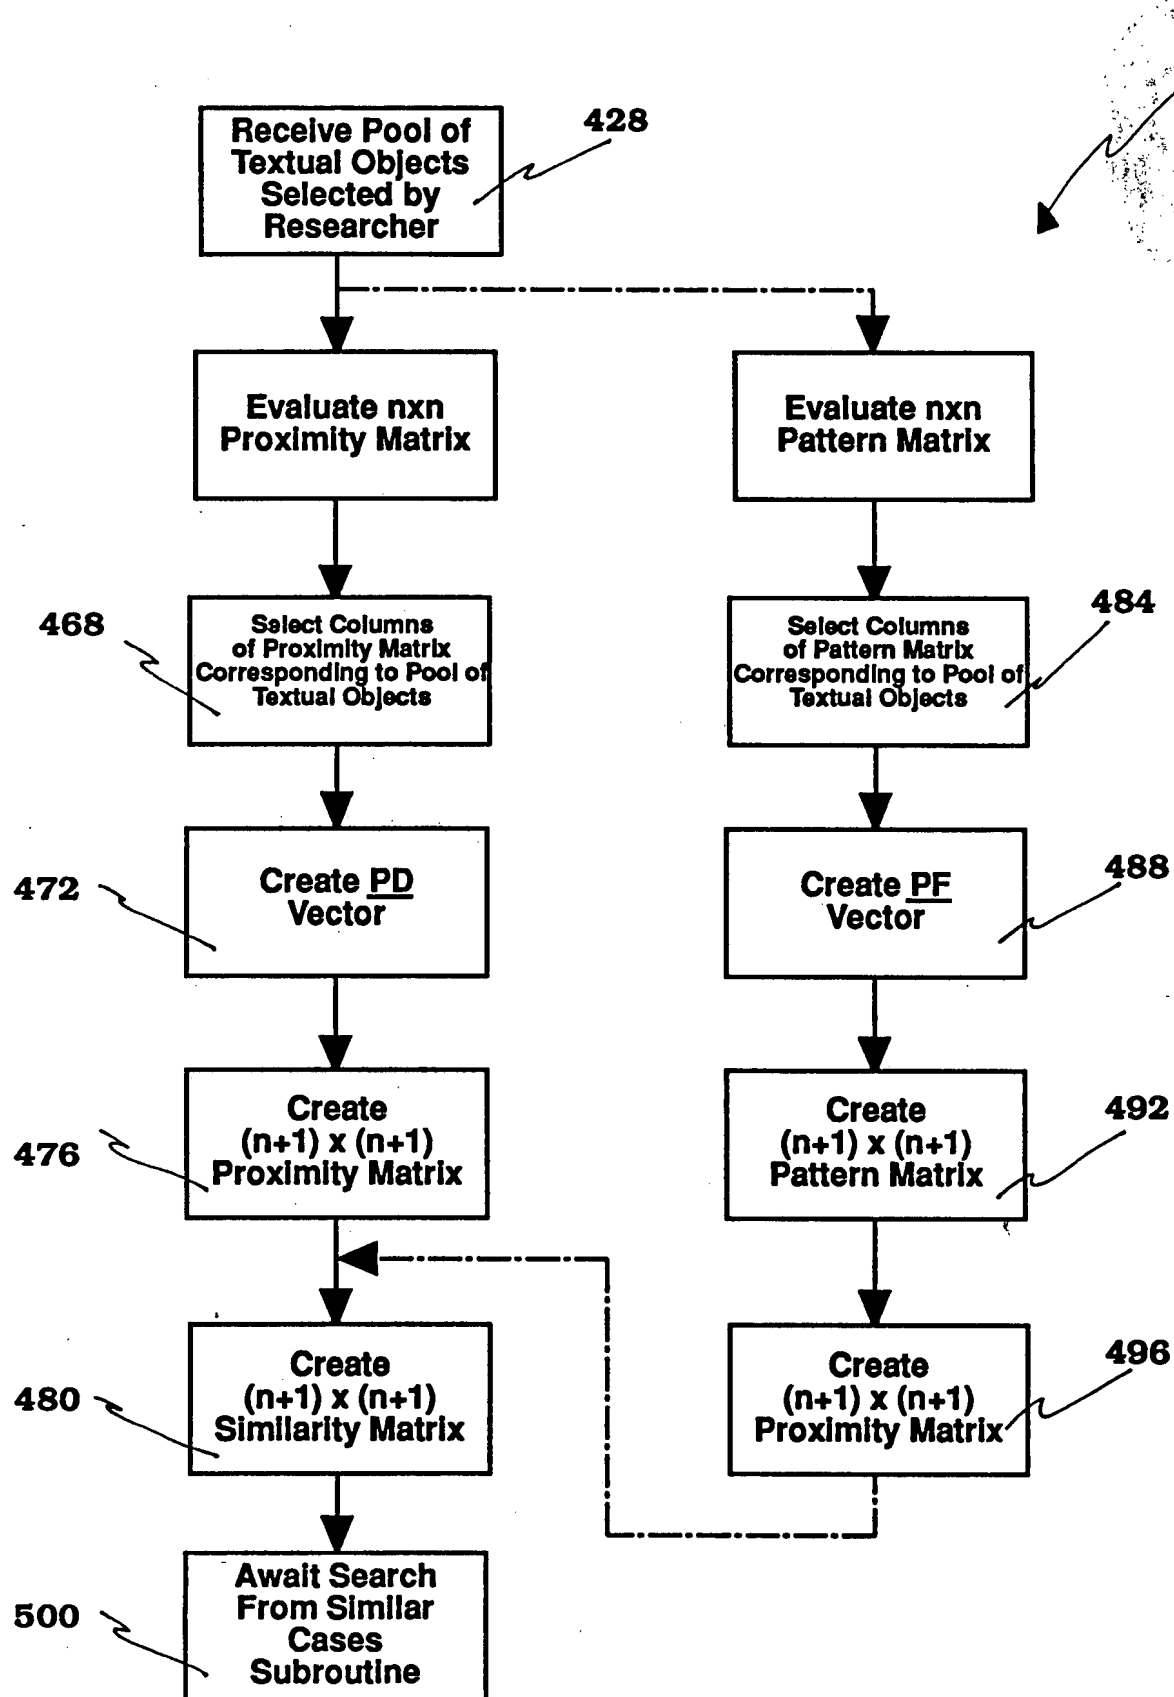 Receive Pool of
Textual Objects
Selected by
Researcher
428
Evaluate nxn
Proximity Matrix
Evaluate nxn
Pattern Matrix
468
Select Columns
of Proximity Matrix
Corresponding to Pool of
Textual Objects
Select Columns
of Pattern Matrix
Corresponding to Pool of
Textual Objects
484
472
Create PD
Vector
Create PF
Vector
488
476
Create
(n+1) x (n+1)
Proximity Matrix
Create
(n+1) x (n+1)
Pattern Matrix
492
480
Create
(n+1) x (n+1)
Similarity Matrix
Create
(n+1) x (n+1)
Proximity Matrix
496
500
Await Search
From Similar
Cases
Subroutine